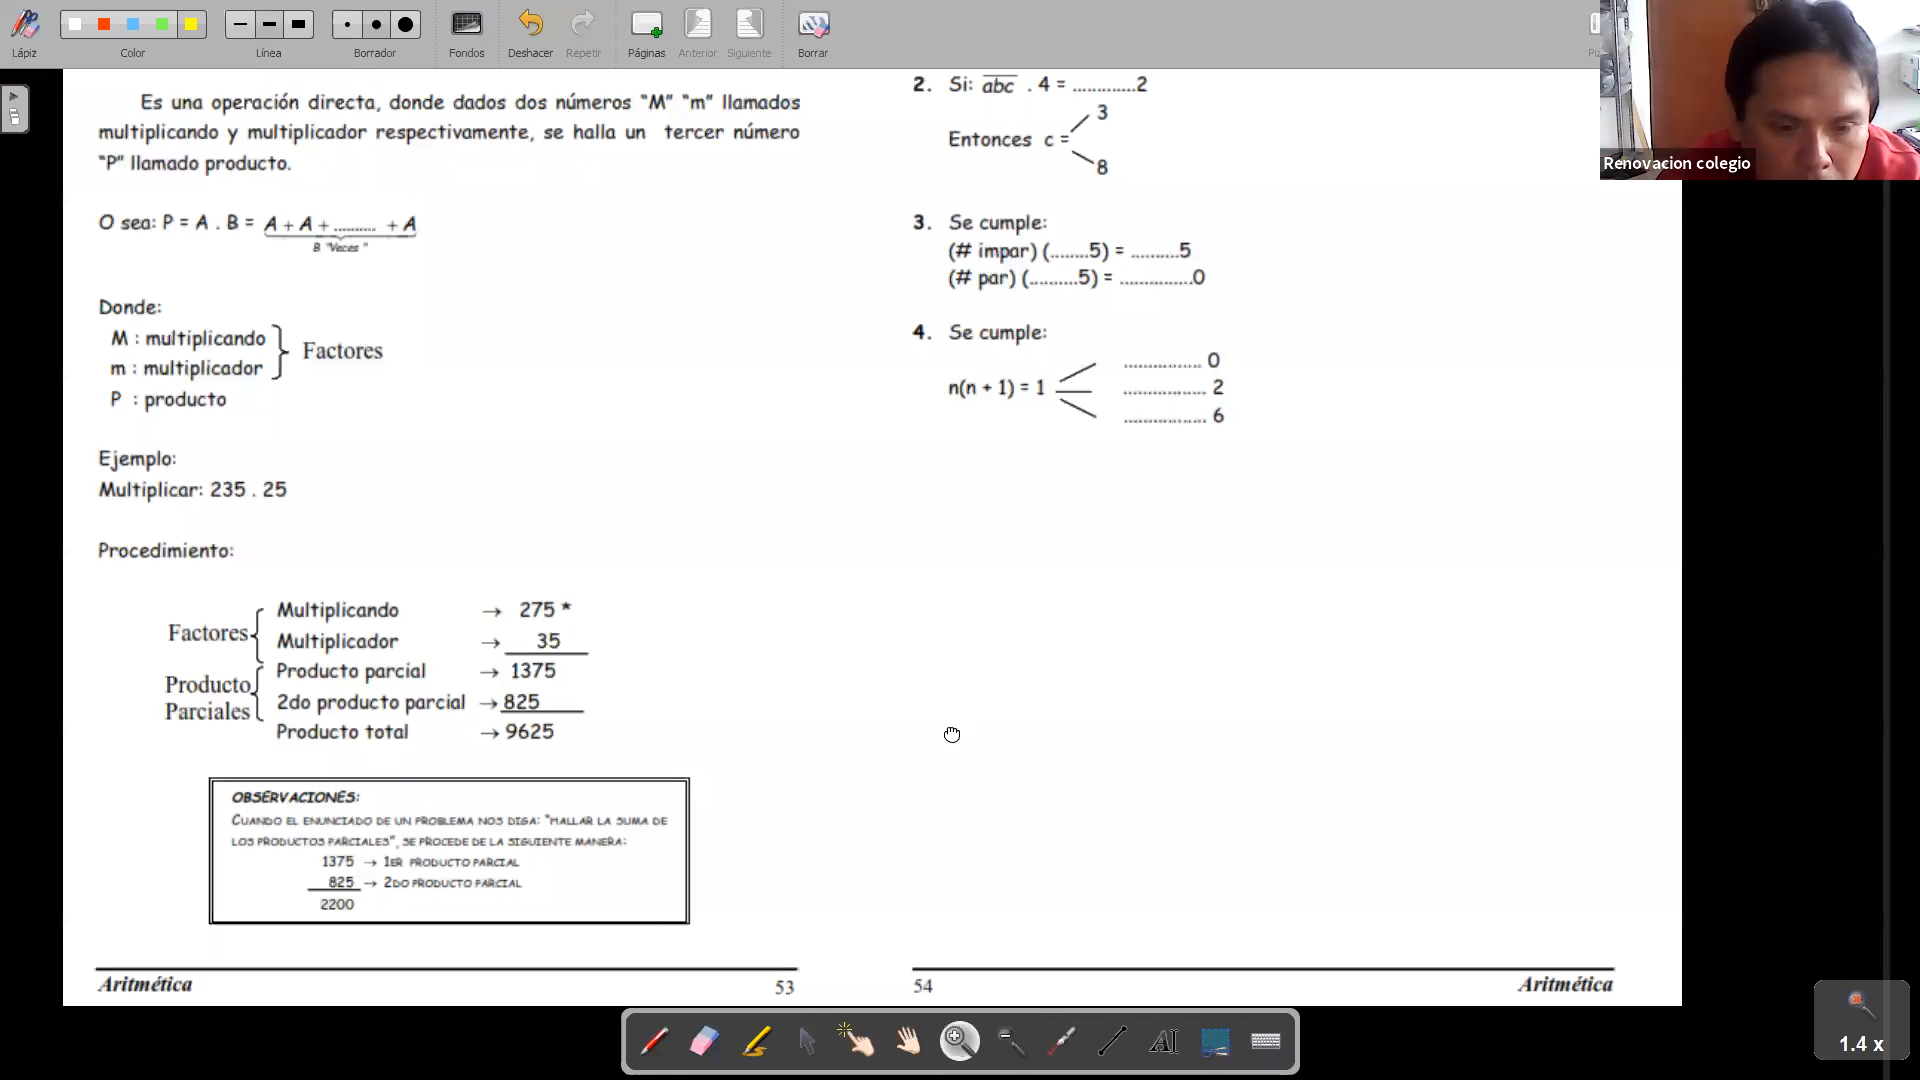 Lápiz
Color
Línea
Borrador
Fondos
Deshacer
Repetir
Páginas
Anterior
Siguiente
Borrar
Renovacion colegio
Es una operación directa, donde dados dos números "M" "m" llamados
multiplicando y multiplicador respectivamente, se halla un tercer número
"P" llamado producto.
O sea: P = A . B = A + A + .......... + A
B "Veces"
Donde:
M : multiplicando
m : multiplicador
Factores
P : producto
Ejemplo:
Multiplicar: 235 . 25
Procedimiento:
Factores
Multiplicando → 275 *
Multiplicador → 35
Producto
Parciales
Producto parcial → 1375
2do producto parcial → 825
Producto total → 9625
OBSERVACIONES:
CUANDO EL ENUNCIADO DE UN PROBLEMA NOS DIGA: "HALLAR LA SUMA DE
LOS PRODUCTOS PARCIALES", SE PROCEDE DE LA SIGUIENTE MANERA:
1375 → 1ER PRODUCTO PARCIAL
825 → 2DO PRODUCTO PARCIAL
2200
Aritmética 53
2. Si: abc . 4 = .............2
3
Entonces c =
8
3. Se cumple:
(# impar) (........5) = ..........5
(# par) (..........5) = ...............0
4. Se cumple:
................. 0
n(n + 1) = 1 ................. 2
................. 6
54 Aritmética
1.4 x